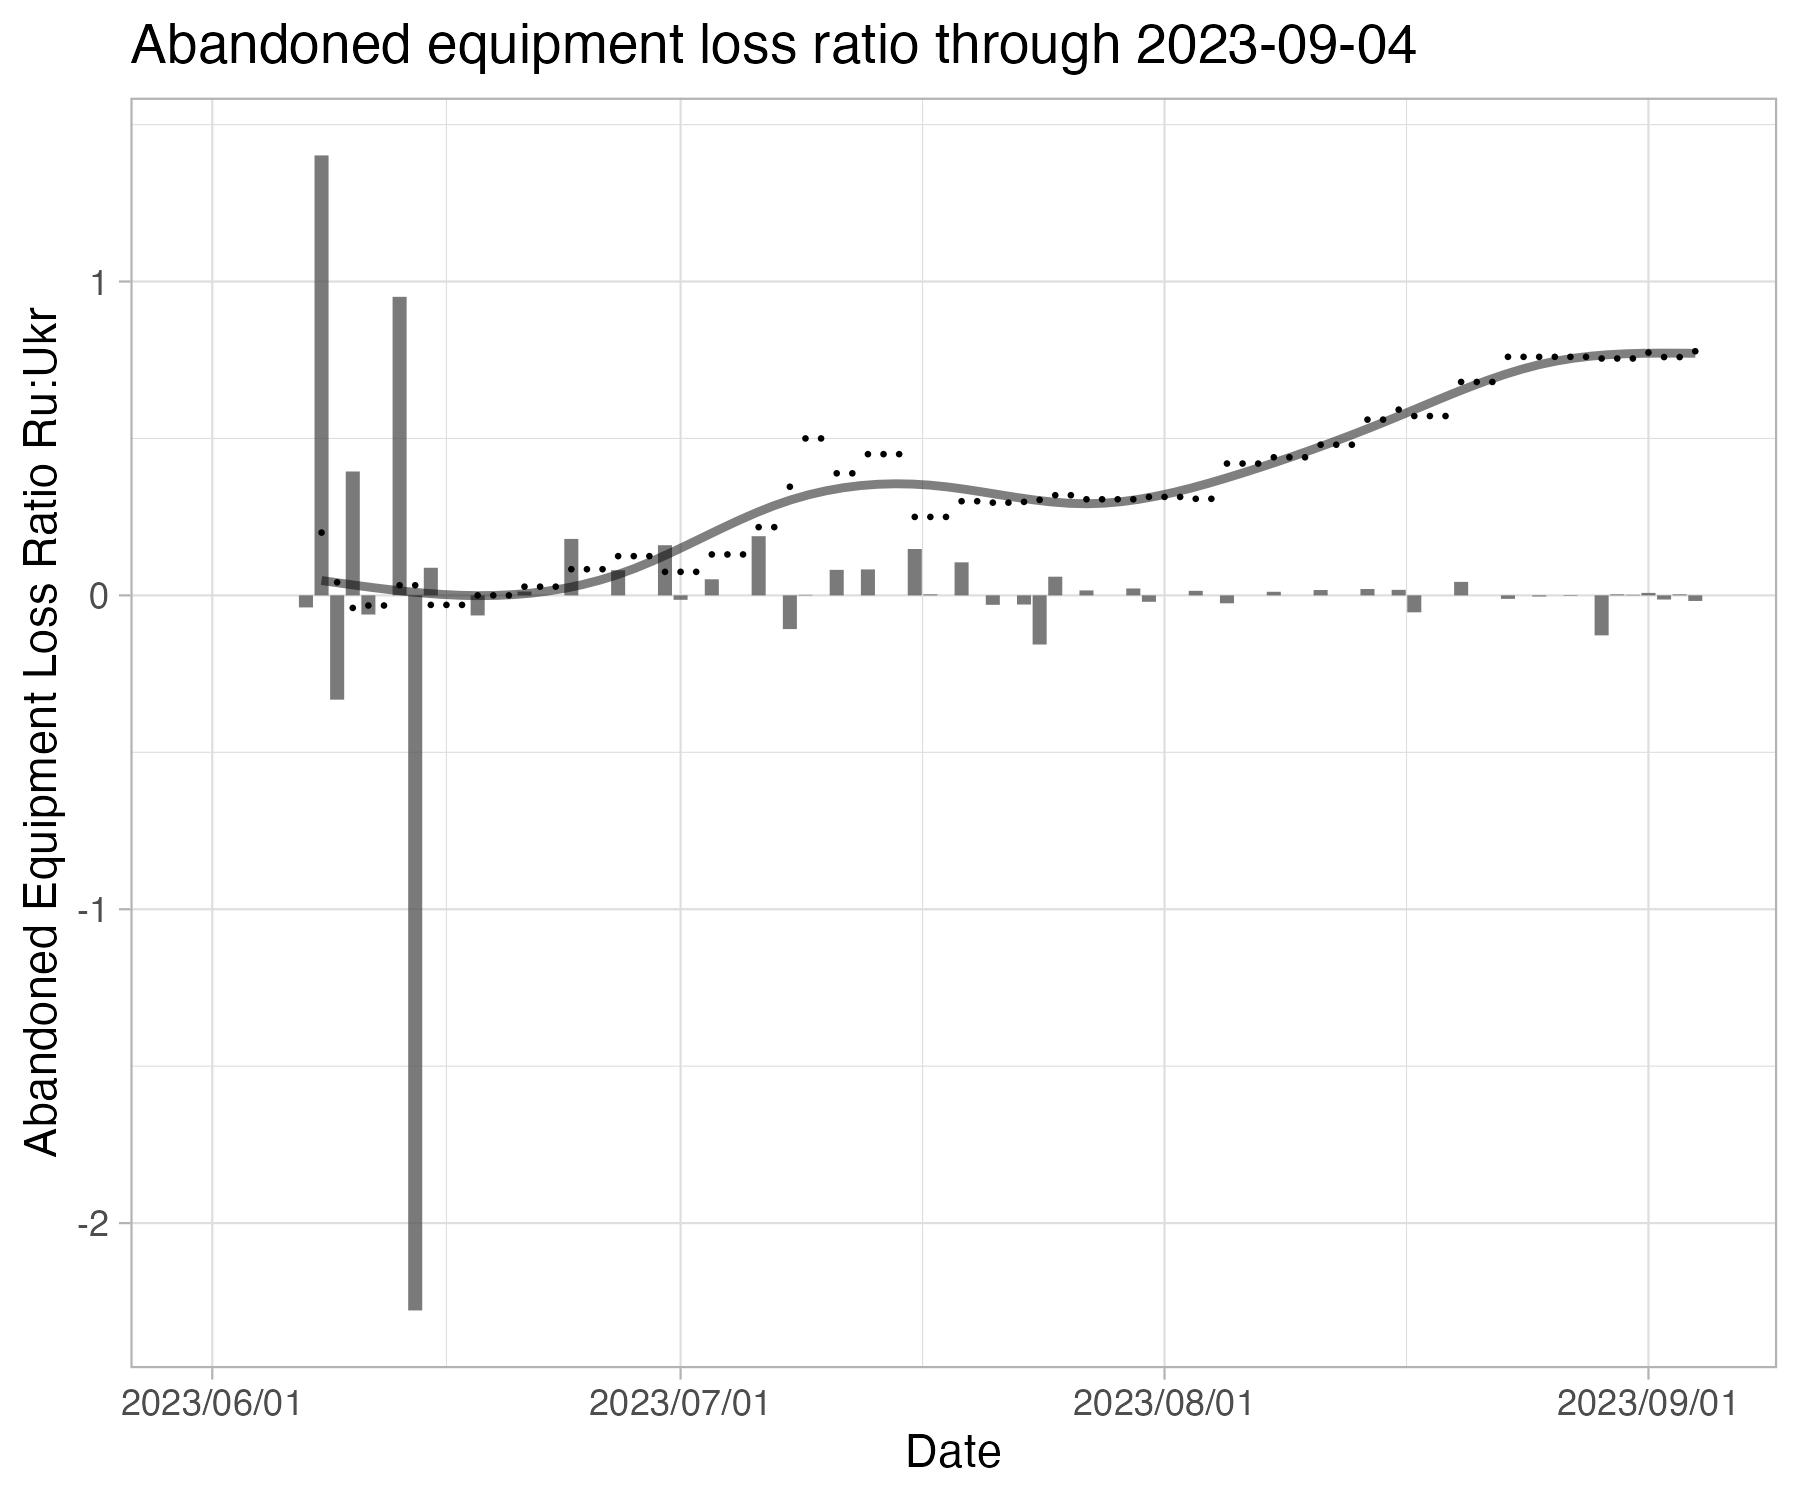 Abandoned equipment loss ratio through 2023-09-04
Abandoned Equipment Loss Ratio Ru:Ukr
1
0
-1
-2
2023/06/01
2023/07/01
2023/08/01
2023/09/01
Date